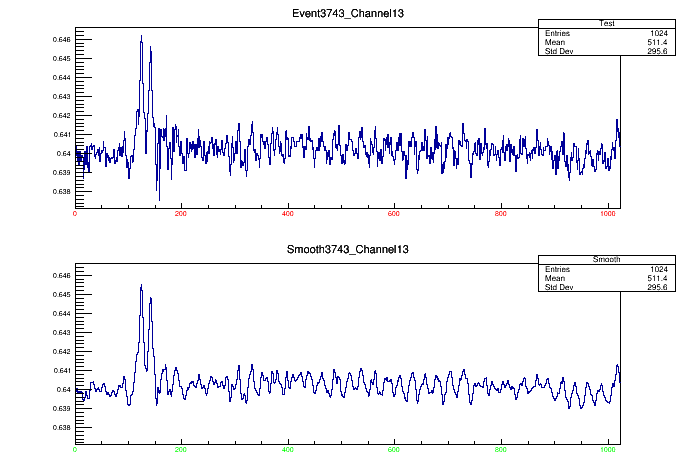 Event3743_Channel13
Test
Entries 1024
Mean 511.4
Std Dev 295.6
0.646
0.645
0.644
0.643
0.642
0.641
0.64
0.639
0.638
0 200 400 600 800 1000
Smooth3743_Channel13
Smooth
Entries 1024
Mean 511.4
Std Dev 295.6
0.646
0.645
0.644
0.643
0.642
0.641
0.64
0.639
0.638
0 200 400 600 800 1000